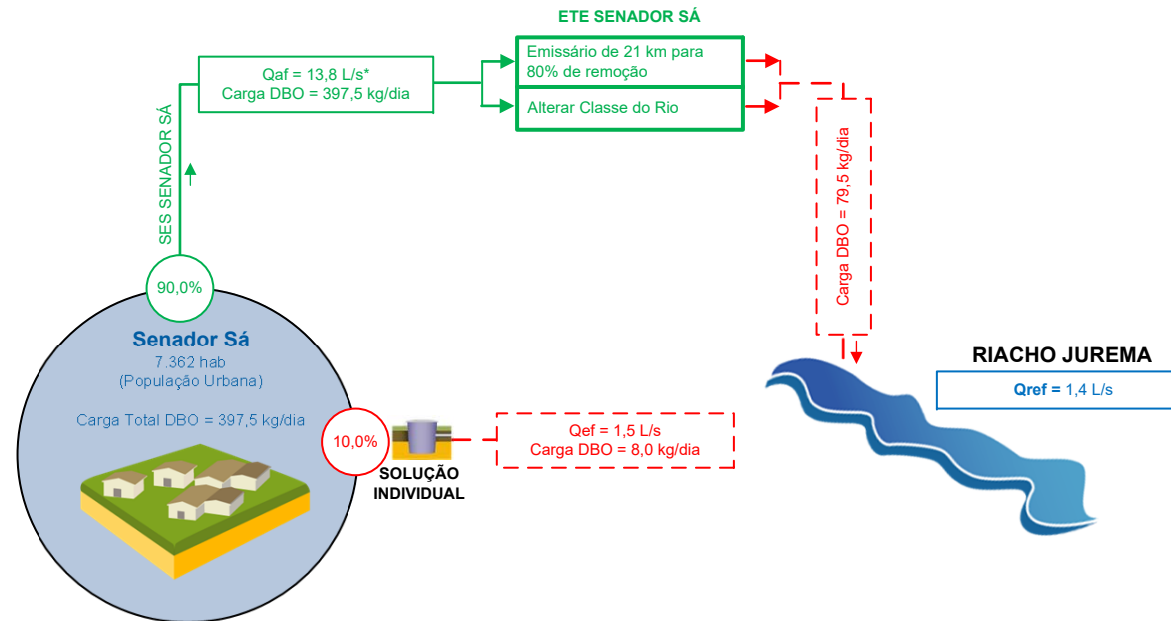 ETE SENADOR SÁ
Emissário de 21 km para
80% de remoção
Alterar Classe do Rio
Qaf = 13,8 L/s*
Carga DBO = 397,5 kg/dia
SES SENADOR SÁ
Carga DBO = 79,5 kg/dia
90,0%
Senador Sá
7.362 hab
(População Urbana)
Carga Total DBO = 397,5 kg/dia
10,0%
SOLUÇÃO
INDIVIDUAL
Qef = 1,5 L/s
Carga DBO = 8,0 kg/dia
RIACHO JUREMA
Qref = 1,4 L/s